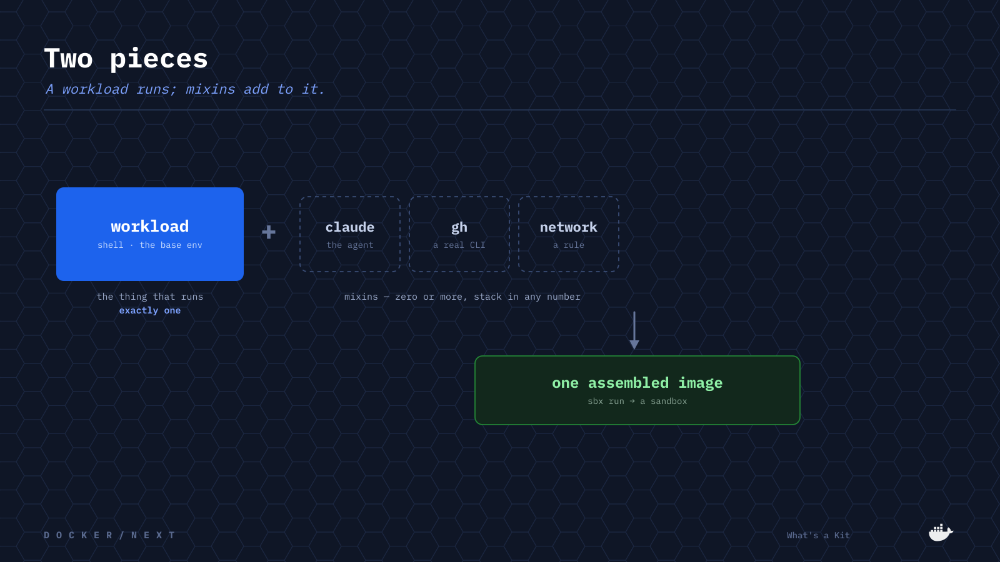 Two pieces
A workload runs; mixins add to it.
workload
shell · the base env
+
claude
the agent
gh
a real CLI
network
a rule
the thing that runs
exactly one
mixins — zero or more, stack in any number
one assembled image
sbx run → a sandbox
DOCKER/NEXT
What's a Kit